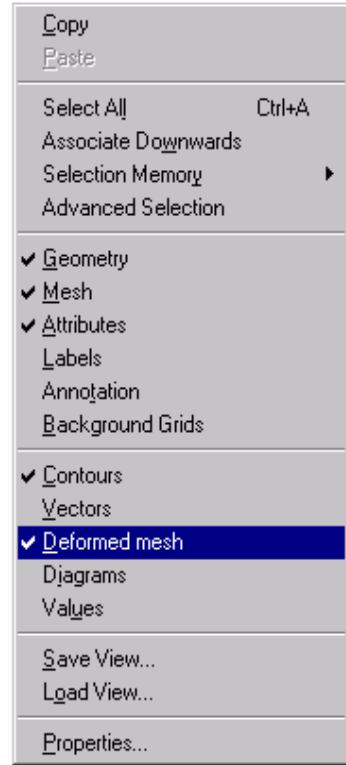 Copy
Paste
Select All Ctrl+A
Associate Downwards
Selection Memory
Advanced Selection
Geometry
Mesh
Attributes
Labels
Annotation
Background Grids
Contours
Vectors
Deformed mesh
Diagrams
Values
Save View...
Load View...
Properties...